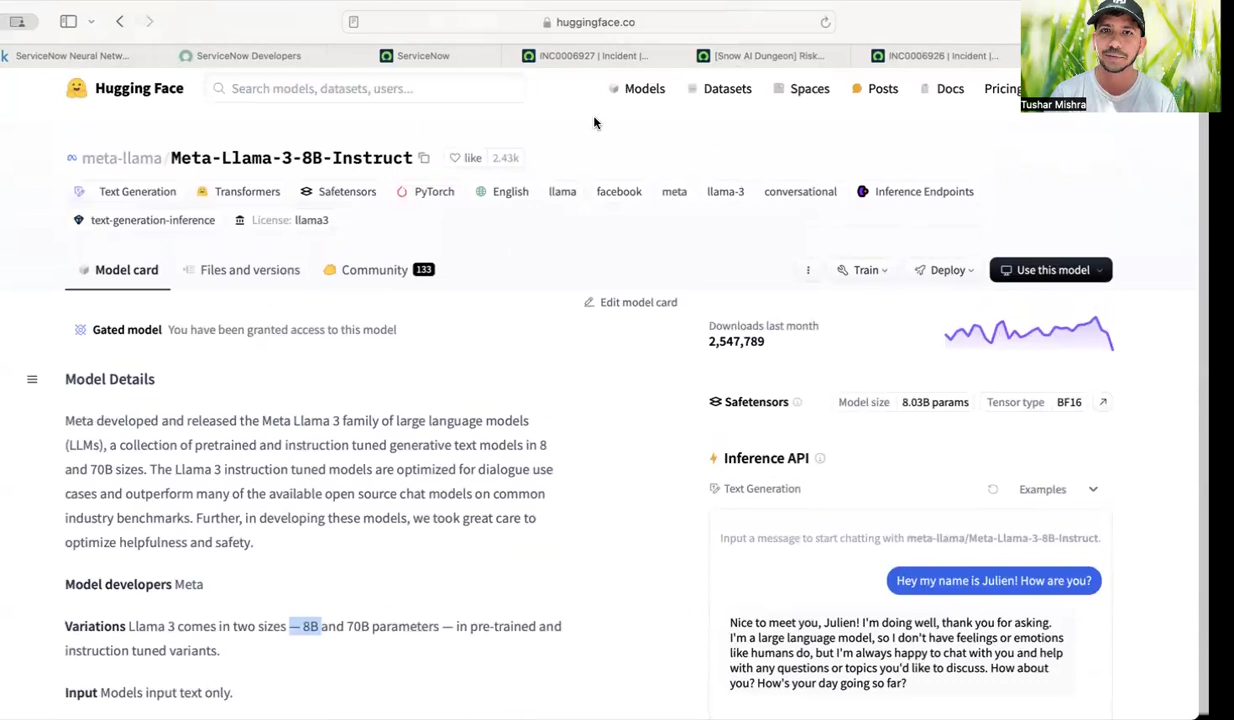 huggingface.co
ServiceNow Neural Netw...
ServiceNow Developers
ServiceNow
INC0006927 | Incident |...
[Snow AI Dungeon] Risk...
INC0006926 | Incident |...
Tushar Mishra
Hugging Face
Search models, datasets, users...
Models
Datasets
Spaces
Posts
Docs
Pricing
meta-llama/Meta-Llama-3-8B-Instruct
like 2.43k
Text Generation
Transformers
Safetensors
PyTorch
English
llama
facebook
meta
llama-3
conversational
Inference Endpoints
text-generation-inference
License: llama3
Model card
Files and versions
Community 133
Train
Deploy
Use this model
Edit model card
Gated model You have been granted access to this model
Model Details
Meta developed and released the Meta Llama 3 family of large language models
(LLMs), a collection of pretrained and instruction tuned generative text models in 8
and 70B sizes. The Llama 3 instruction tuned models are optimized for dialogue use
cases and outperform many of the available open source chat models on common
industry benchmarks. Further, in developing these models, we took great care to
optimize helpfulness and safety.
Model developers Meta
Variations Llama 3 comes in two sizes — 8B and 70B parameters — in pre-trained and
instruction tuned variants.
Input Models input text only.
Downloads last month
2,547,789
Safetensors
Model size 8.03B params
Tensor type BF16
Inference API
Text Generation
Examples
Input a message to start chatting with meta-llama/Meta-Llama-3-8B-Instruct.
Hey my name is Julien! How are you?
Nice to meet you, Julien! I'm doing well, thank you for asking.
I'm a large language model, so I don't have feelings or emotions
like humans do, but I'm always happy to chat with you and help
with any questions or topics you'd like to discuss. How about
you? How's your day going so far?